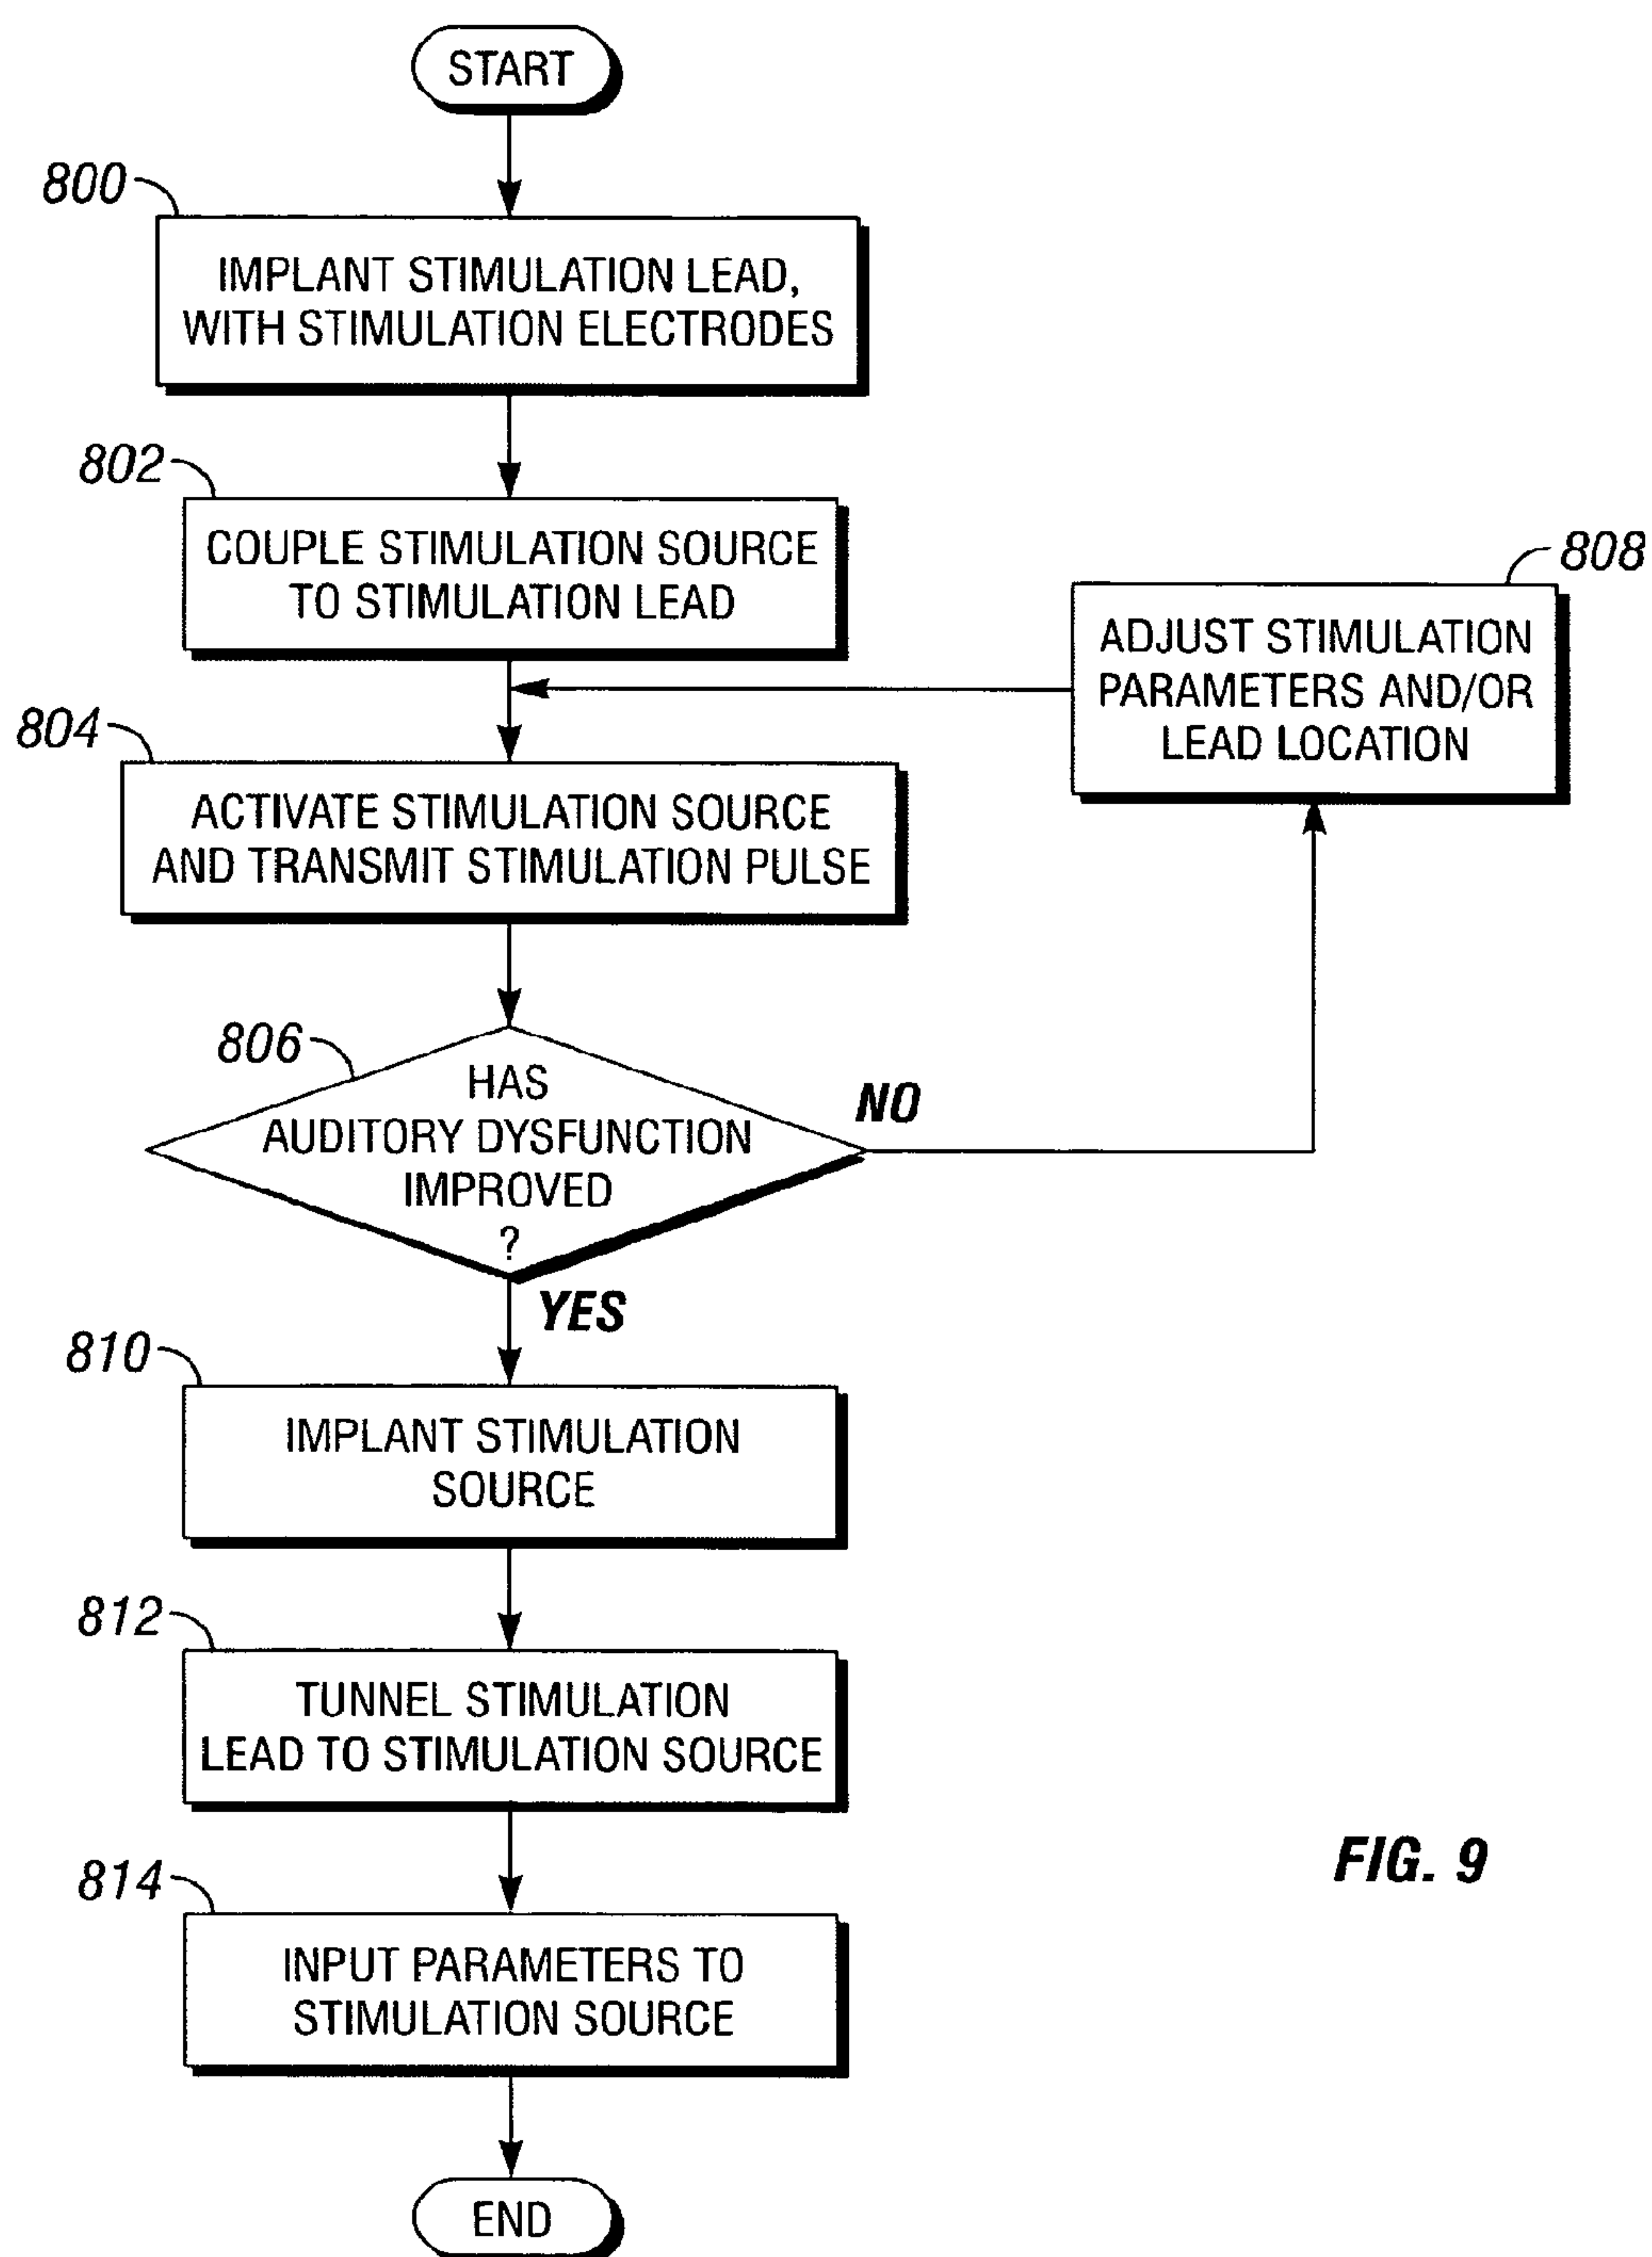 START
800
IMPLANT STIMULATION LEAD,
WITH STIMULATION ELECTRODES
802
COUPLE STIMULATION SOURCE
TO STIMULATION LEAD
808
ADJUST STIMULATION
PARAMETERS AND/OR
LEAD LOCATION
804
ACTIVATE STIMULATION SOURCE
AND TRANSMIT STIMULATION PULSE
806
HAS
AUDITORY DYSFUNCTION
IMPROVED
?
NO
YES
810
IMPLANT STIMULATION
SOURCE
812
TUNNEL STIMULATION
LEAD TO STIMULATION SOURCE
814
INPUT PARAMETERS TO
STIMULATION SOURCE
END
FIG. 9